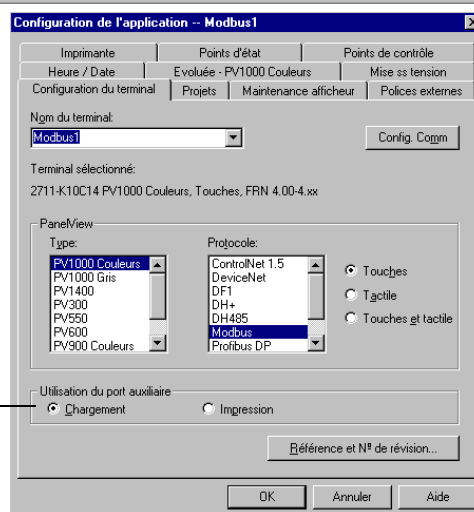 Configuration de l'application -- Modbus1
Imprimante Points d'état Points de contrôle
Heure / Date Evoluée - PV1000 Couleurs Mise ss tension
Configuration du terminal Projets Maintenance afficheur Polices externes
Nom du terminal:
Modbus1 Config. Comm
Terminal sélectionné:
2711-K10C14 PV1000 Couleurs, Touches, FRN 4.00-4.xx
PanelView
Type: Protocole:
PV1000 Couleurs ControlNet 1.5
PV1000 Gris DeviceNet Touches
PV1400 DF1
PV300 DH+ Tactile
PV550 DH485
PV600 Modbus Touches et tactile
PV900 Couleurs Profibus DP
Utilisation du port auxiliaire
Chargement Impression
Référence et Nº de révision...
OK Annuler Aide